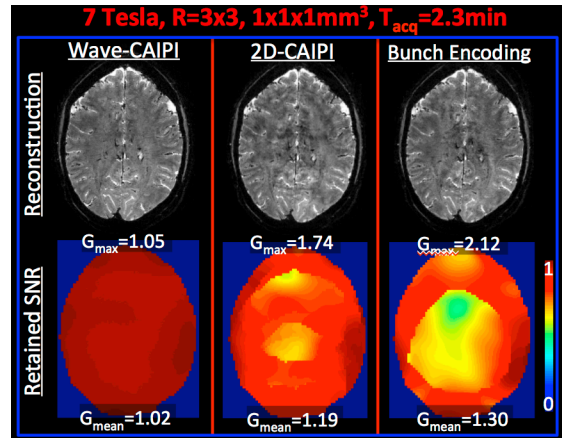 7 Tesla, R=3x3, 1x1x1mm³, Tacq=2.3min
Wave-CAIPI 2D-CAIPI Bunch Encoding
Reconstruction
Gmax=1.05 Gmax=1.74 Gmax=2.12
Retained SNR
1
0
Gmean=1.02 Gmean=1.19 Gmean=1.30